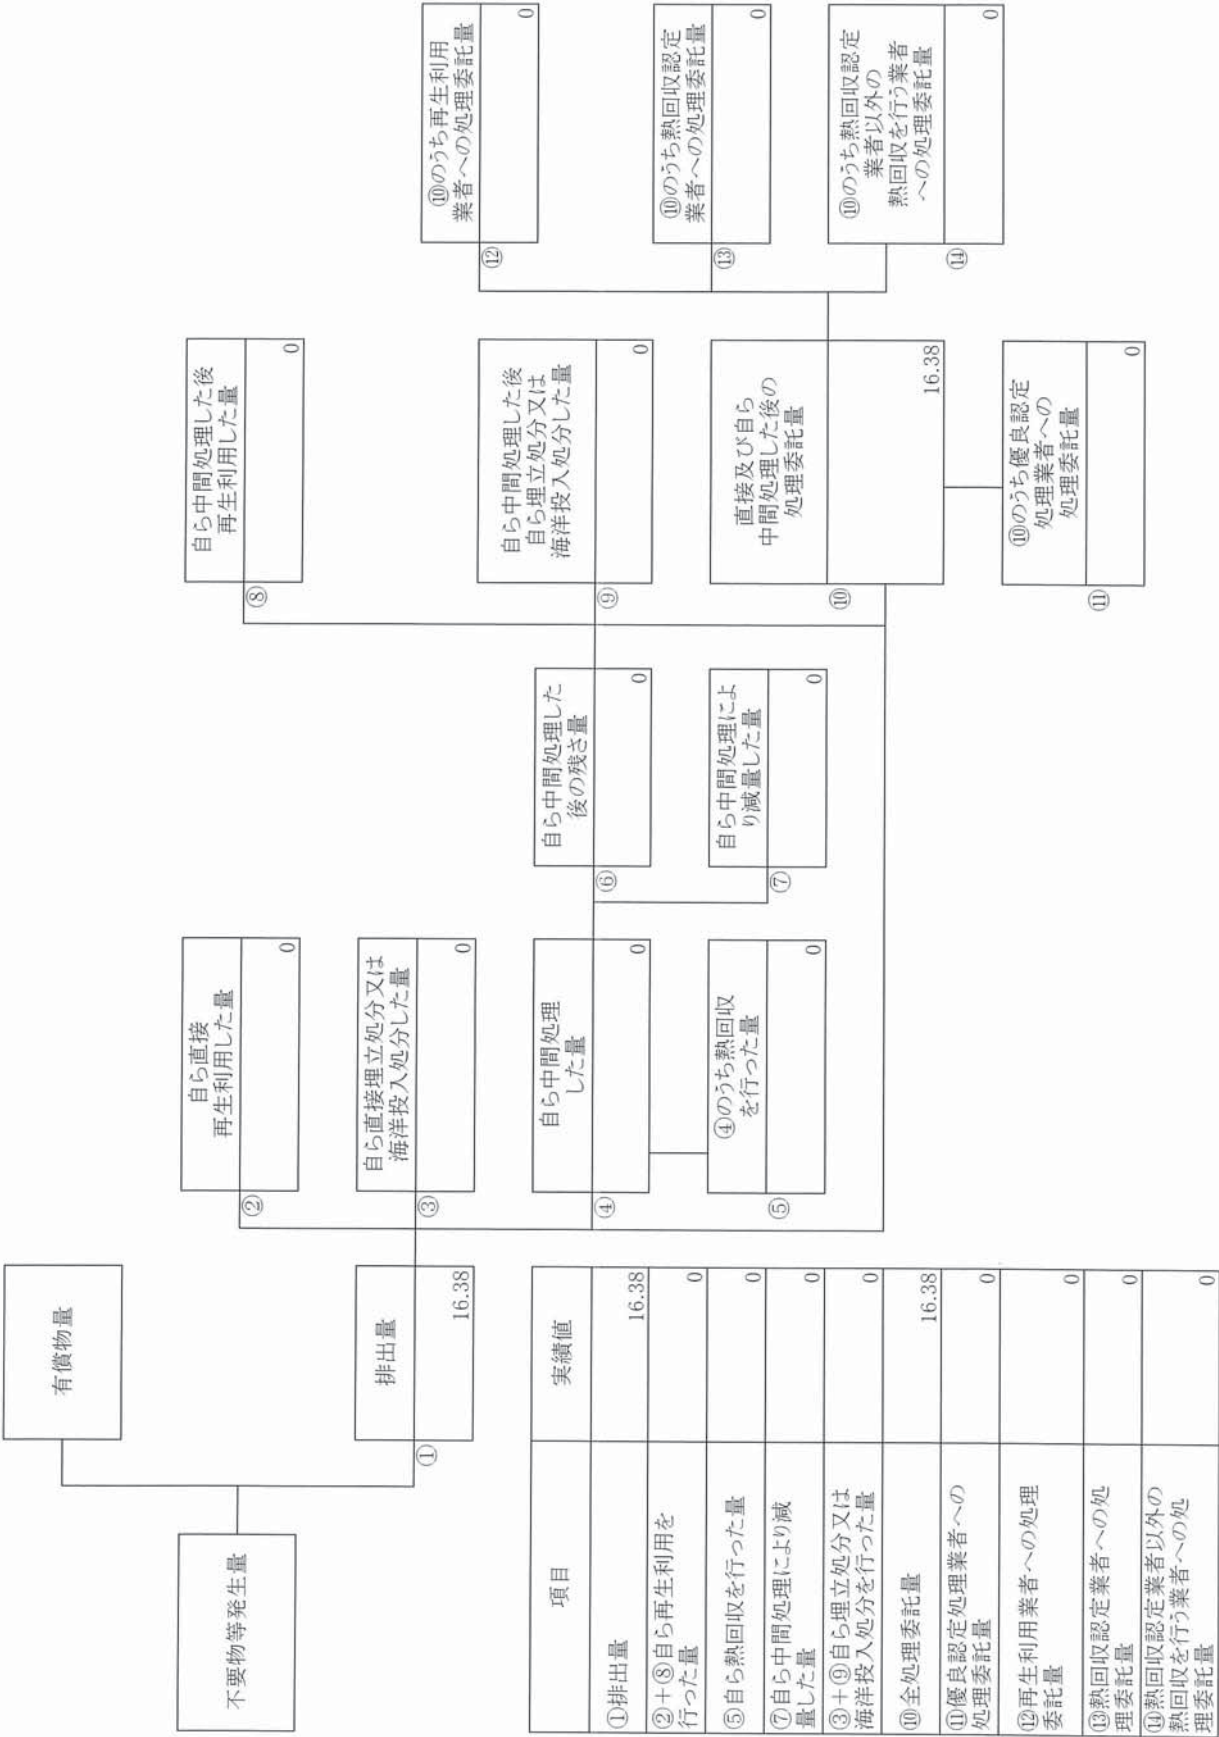 不要物等発生量
有償物量
排出量
①
16.38
自ら直接
再生利用した量
②
0
自ら直接埋立処分又は
海洋投入処分した量
③
0
自ら中間処理
した量
④
0
④のうち熱回収
を行った量
⑤
0
自ら中間処理した
後の残さ量
⑥
0
自ら中間処理によ
り減量した量
⑦
0
自ら中間処理した後
再生利用した量
⑧
0
自ら中間処理した後
自ら埋立処分又は
海洋投入処分した量
⑨
0
直接及び自ら
中間処理した後の
処理委託量
⑩
16.38
⑩のうち優良認定
処理業者への
処理委託量
⑪
0
⑩のうち再生利用
業者への処理委託量
⑫
0
⑩のうち熱回収認定
業者への処理委託量
⑬
0
⑩のうち熱回収認定
業者以外の
熱回収を行う業者
への処理委託量
⑭
0
項目 実績値
①排出量 16.38
②+⑧自ら再生利用を
行った量 0
⑤自ら熱回収を行った量 0
⑦自ら中間処理により減
量した量 0
③+⑨自ら埋立処分又は
海洋投入処分を行った量 0
⑩全処理委託量 16.38
⑪優良認定処理業者への
処理委託量 0
⑫再生利用業者への処理
委託量 0
⑬熱回収認定業者への処
理委託量 0
⑭熱回収認定業者以外の
熱回収を行う業者への処
理委託量 0